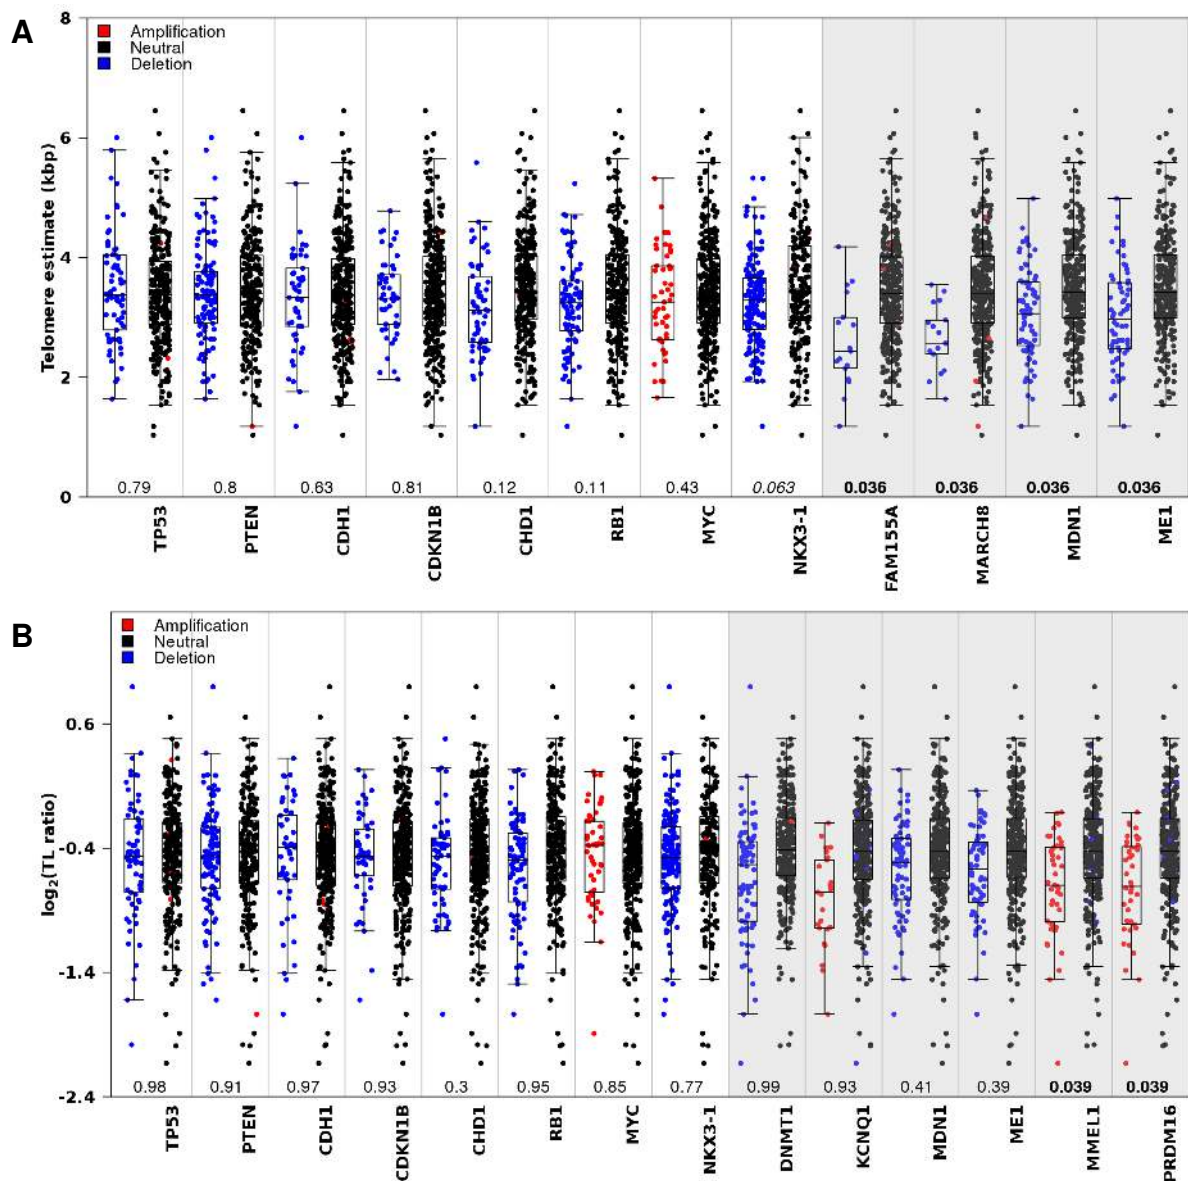 A
Amplification
Neutral
Deletion
Telomere estimate (kbp)
8
6
4
2
0
0.79 0.8 0.63 0.81 0.12 0.11 0.43 0.063 0.036 0.036 0.036 0.036
TP53 PTEN CDH1 CDKN1B CHD1 RB1 MYC NKX3-1 FAM155A MARCH8 MDN1 ME1
B
Amplification
Neutral
Deletion
log2(TL ratio)
0.6
-0.4
-1.4
-2.4
0.98 0.91 0.97 0.93 0.3 0.95 0.85 0.77 0.99 0.93 0.41 0.39 0.039 0.039
TP53 PTEN CDH1 CDKN1B CHD1 RB1 MYC NKX3-1 DNMT1 KCNQ1 MDN1 ME1 MMEL1 PRDM16